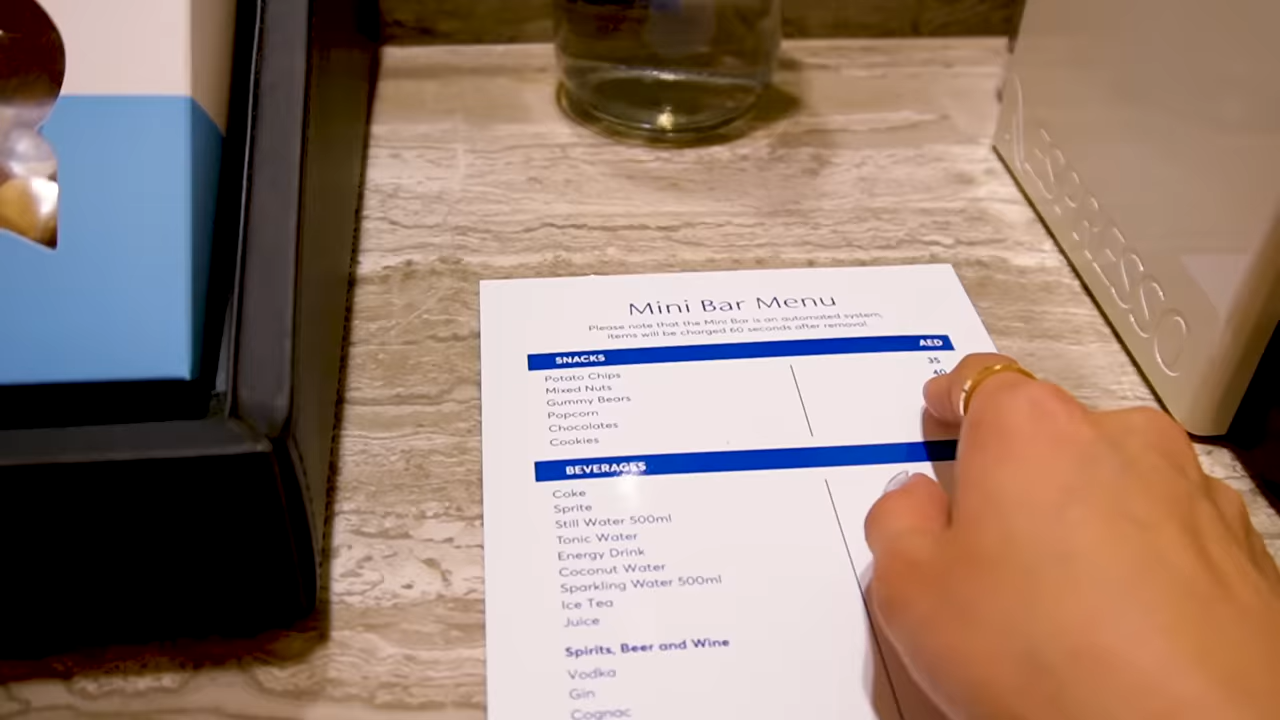 Mini Bar Menu
Please note that the Mini Bar is an automated system,
items will be charged 60 seconds after removal
SNACKS AED
Potato Chips 35
Mixed Nuts 40
Gummy Bears
Popcorn
Chocolates
Cookies
BEVERAGES
Coke
Sprite
Still Water 500ml
Tonic Water
Energy Drink
Coconut Water
Sparkling Water 500ml
Ice Tea
Juice
Spirits, Beer and Wine
Vodka
Gin
Cognac
NESPRESSO